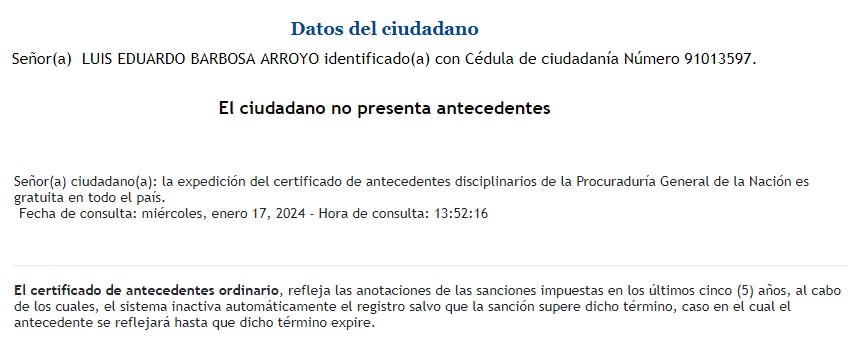 Datos del ciudadano
Señor(a)  LUIS EDUARDO BARBOSA ARROYO identificado(a) con Cédula de ciudadanía Número 91013597.
El ciudadano no presenta antecedentes
Señor(a) ciudadano(a): la expedición del certificado de antecedentes disciplinarios de la Procuraduría General de la Nación es
gratuita en todo el país.
Fecha de consulta: miércoles, enero 17, 2024 - Hora de consulta: 13:52:16
El certificado de antecedentes ordinario, refleja las anotaciones de las sanciones impuestas en los últimos cinco (5) años, al cabo
de los cuales, el sistema inactiva automáticamente el registro salvo que la sanción supere dicho término, caso en el cual el
antecedente se reflejará hasta que dicho término expire.